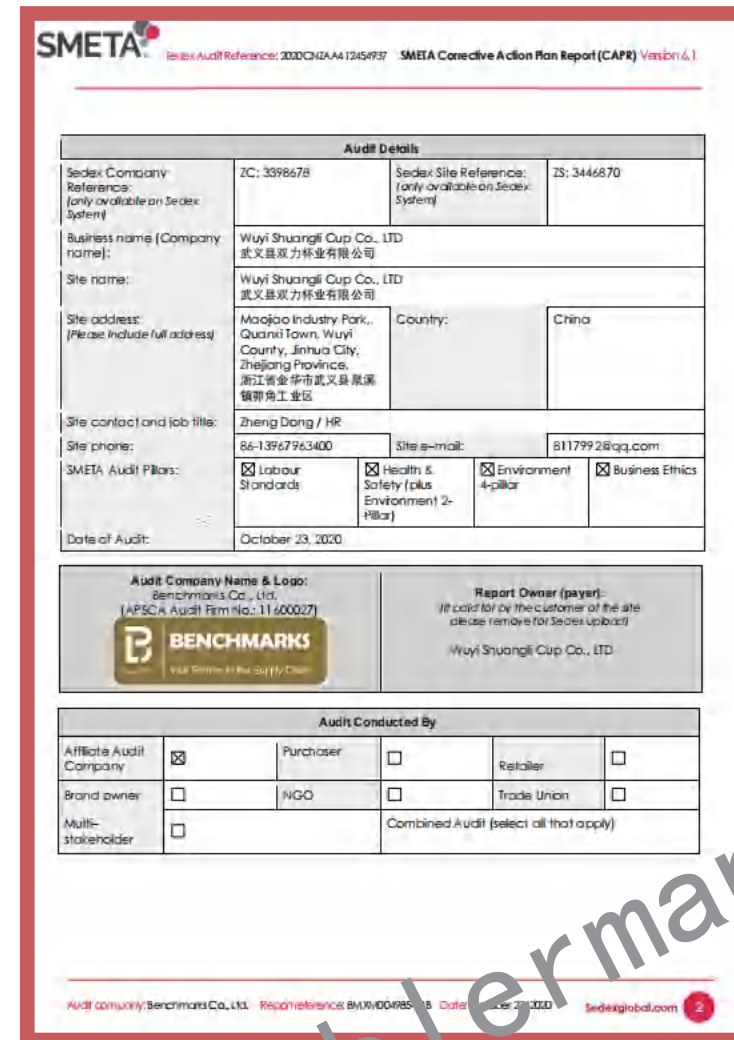 SMETA
Sedex Audit Reference: 2020CNZAA412454937 SMETA Corrective Action Plan Report (CAPR) Version 6.1
Audit Details
Sedex Company Reference: (only available on Sedex System) ZC: 3398678 Sedex Site Reference: (only available on Sedex System) ZS: 3446870
Business name (Company name): Wuyi Shuangli Cup Co., LTD
武义县双力杯业有限公司
Site name: Wuyi Shuangli Cup Co., LTD
武义县双力杯业有限公司
Site address: (Please include full address)
Maojiao Industry Park,
Quanxi Town, Wuyi
County, Jinhua City,
Zhejiang Province.
浙江省金华市武义县泉溪
镇茆角工业区
Country: China
Site contact and job title: Zheng Dong / HR
Site phone: 86-13967963400 Site e-mail: 8117992@qq.com
SMETA Audit Pillars: ☒ Labour Standards ☒ Health & Safety (plus Environment 2-Pillar) ☒ Environment 4-pillar ☒ Business Ethics
Date of Audit: October 23, 2020
Audit Company Name & Logo:
Benchmarks Co., Ltd.
(APSCA Audit Firm No.: 11600027)
BENCHMARKS
Your Partner in the Supply Chain
Report Owner (payer):
(If paid for by the customer of the site
please remove for Sedex upload)
Wuyi Shuangli Cup Co., LTD
Audit Conducted By
Affiliate Audit Company ☒ Purchaser ☐ Retailer ☐
Brand owner ☐ NGO ☐ Trade Union ☐
Multi-stakeholder ☐ Combined Audit (select all that apply)
Audit company: Benchmarks Co., Ltd. Report reference: Date: Sedexglobal.com 2